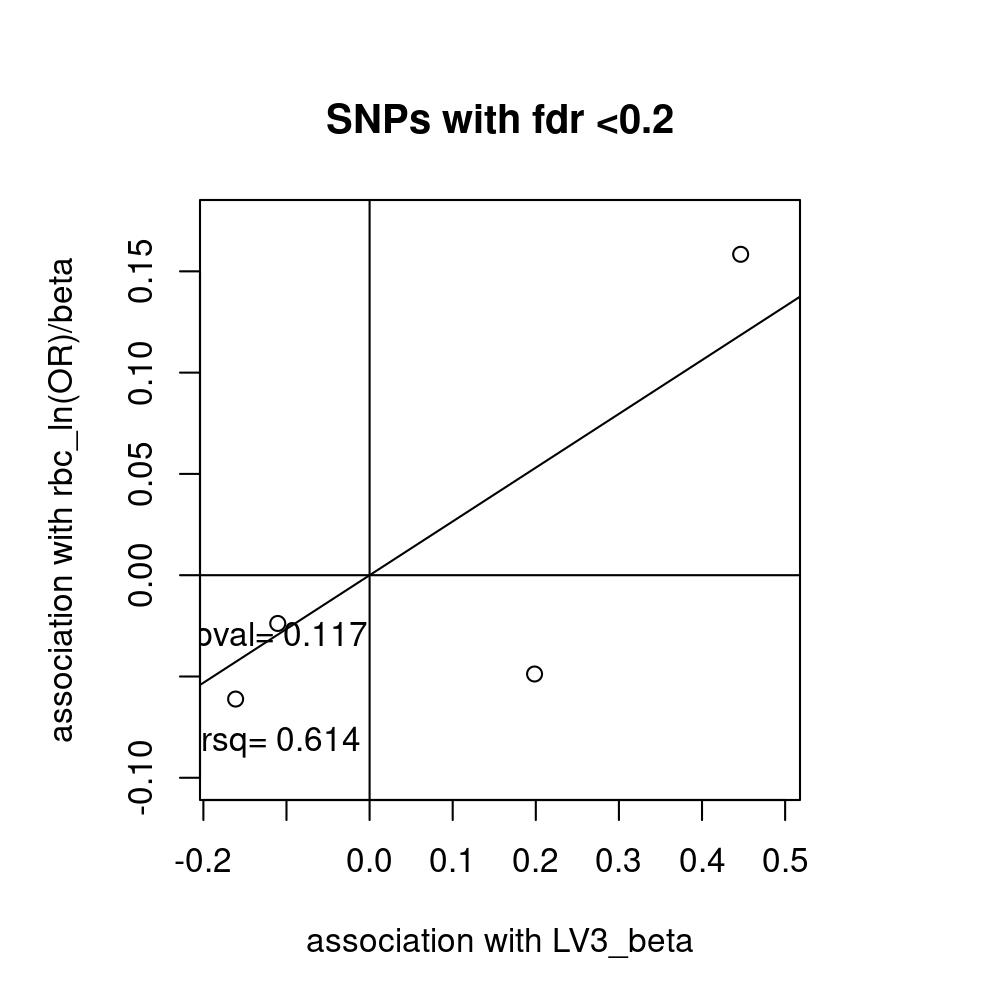 SNPs with fdr <0.2
association with rbc_ln(OR)/beta
0.15
0.10
0.05
0.00
-0.10
pval= 0.117
rsq= 0.614
-0.2 0.0 0.1 0.2 0.3 0.4 0.5
association with LV3_beta